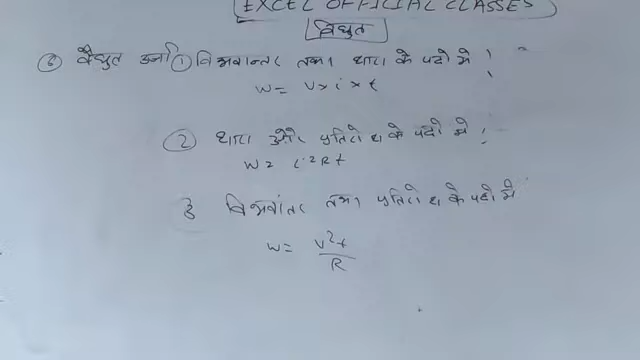 EXCEL OFFICIAL CLASSES
विद्युत
⑥ वैद्युत ऊर्जा ① विभवान्तर तथा धारा के पदो में !
W = V × i × t
② धारा और प्रतिरोध के पदो में !
W = i²Rt
3 विभवांतर तथा प्रतिरोध के पदो में
W = V²t
R